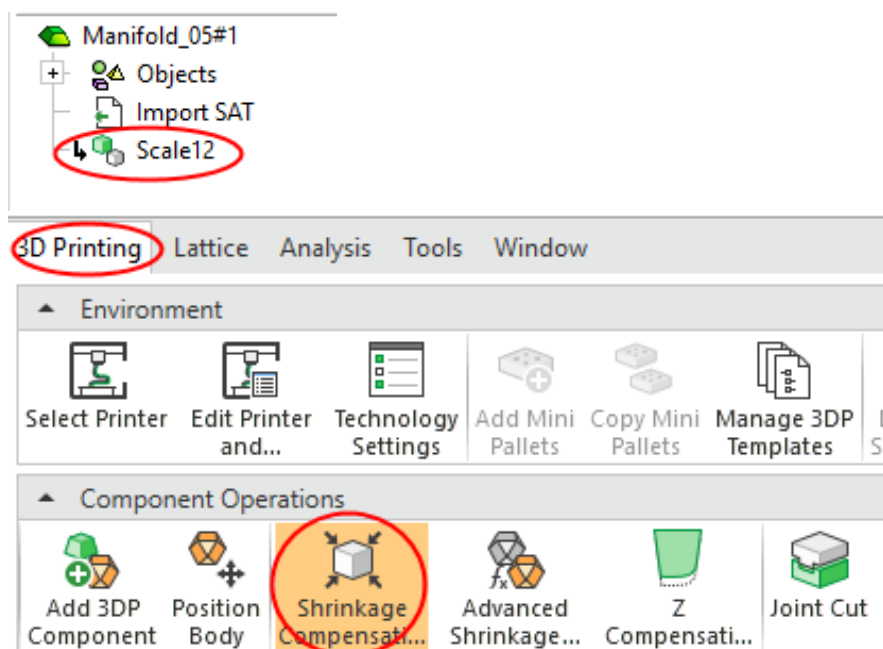 Manifold_05#1
Objects
Import SAT
Scale12
3D Printing Lattice Analysis Tools Window
Environment
Select Printer Edit Printer Technology Add Mini Copy Mini Manage 3DP
and... Settings Pallets Pallets Templates
Component Operations
Add 3DP Position Shrinkage Advanced Z Joint Cut
Component Body Compensati... Shrinkage... Compensati...